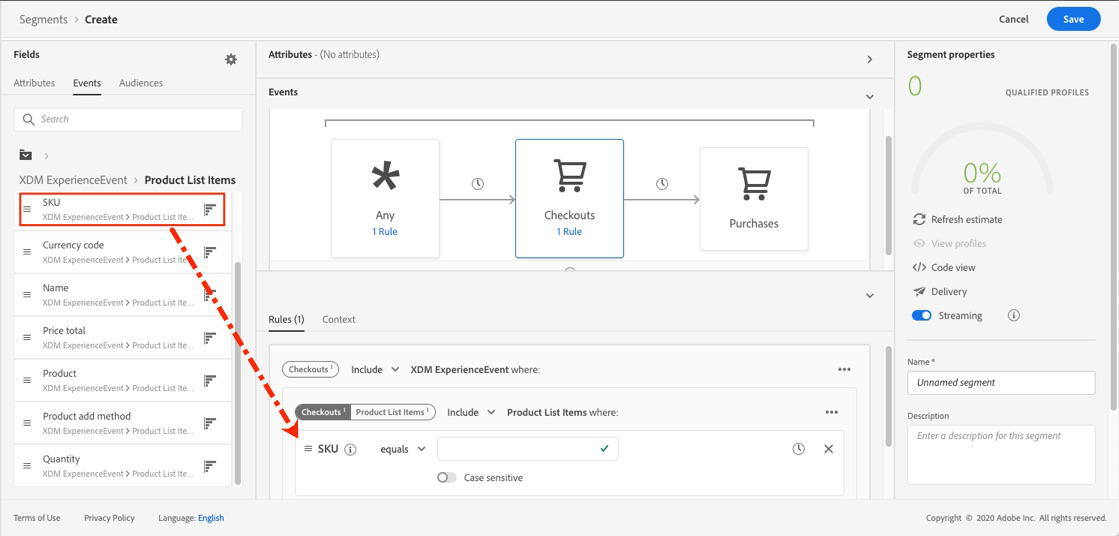 Segments > Create
Cancel
Save
Fields
Attributes
Events
Audiences
Search
XDM ExperienceEvent > Product List Items
SKU
XDM ExperienceEvent > Product List Ite...
Currency code
XDM ExperienceEvent > Product List Ite...
Name
XDM ExperienceEvent > Product List Ite...
Price total
XDM ExperienceEvent > Product List Ite...
Product
XDM ExperienceEvent > Product List Ite...
Product add method
XDM ExperienceEvent > Product List Ite...
Quantity
XDM ExperienceEvent > Product List Ite...
Attributes - (No attributes)
Events
Any
1 Rule
Checkouts
1 Rule
Purchases
Rules (1)
Context
Checkouts 1 Include XDM ExperienceEvent where:
Checkouts 1 Product List Items 1 Include Product List Items where:
SKU equals
Case sensitive
Segment properties
0 QUALIFIED PROFILES
0%
OF TOTAL
Refresh estimate
View profiles
Code view
Delivery
Streaming
Name *
Unnamed segment
Description
Enter a description for this segment
Terms of Use
Privacy Policy
Language: English
Copyright © 2020 Adobe Inc. All rights reserved.